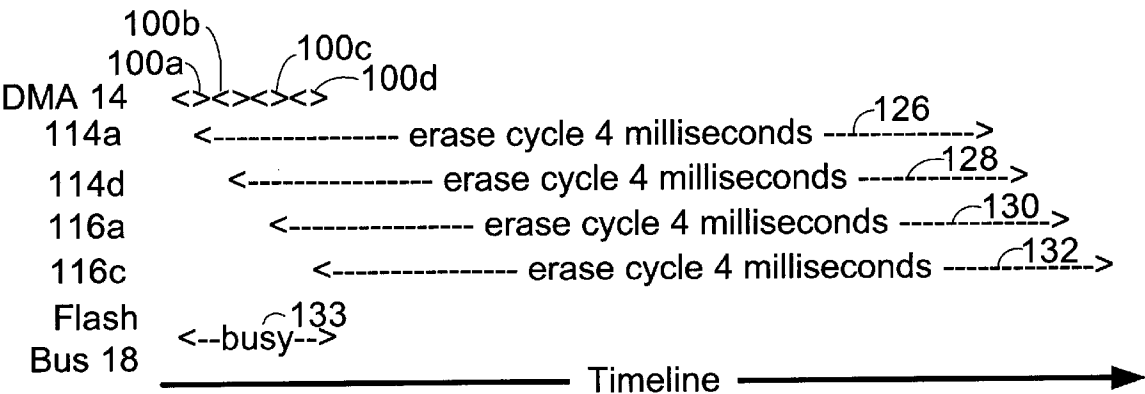 100b
100a
100c
100d
DMA 14 <><><><>
114a <---------------- erase cycle 4 milliseconds -------------> 126
114d <---------------- erase cycle 4 milliseconds -------------> 128
116a <---------------- erase cycle 4 milliseconds -------------> 130
116c <---------------- erase cycle 4 milliseconds -------------> 132
Flash
Bus 18 <--busy--> 133
Timeline